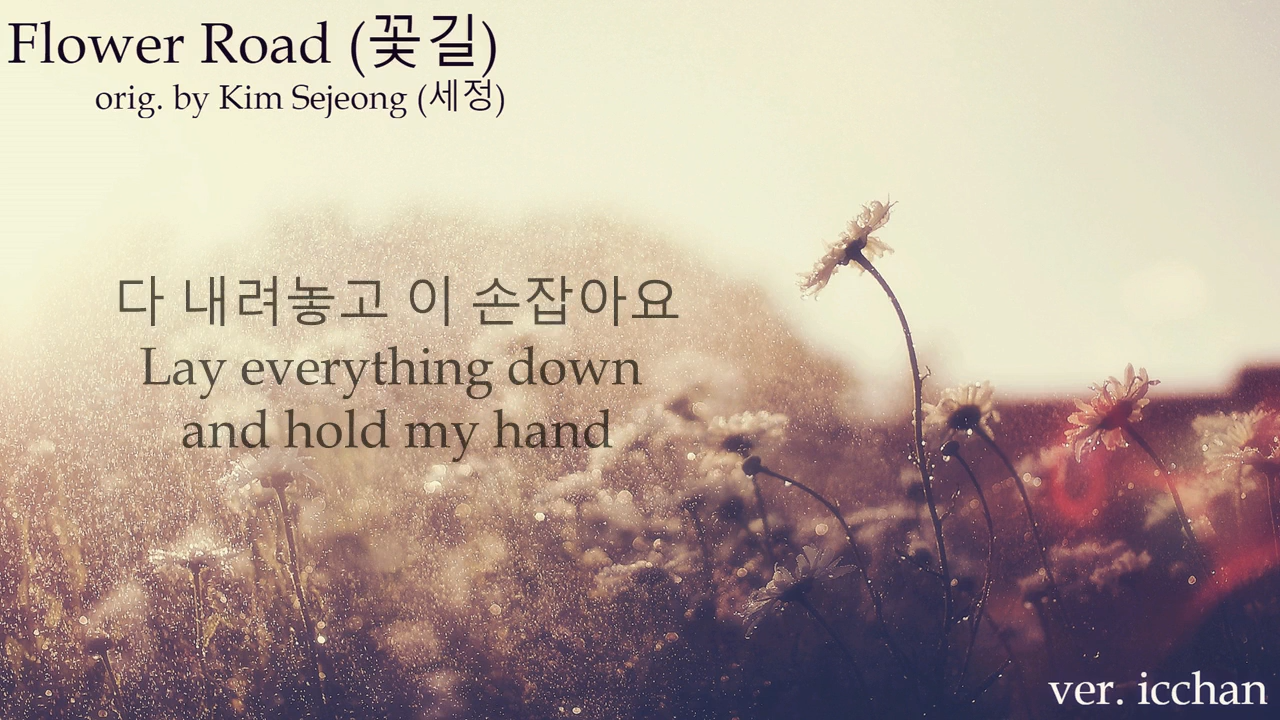 Flower Road (꽃길)
orig. by Kim Sejeong (세정)
다 내려놓고 이 손잡아요
Lay everything down
and hold my hand
ver. icchan